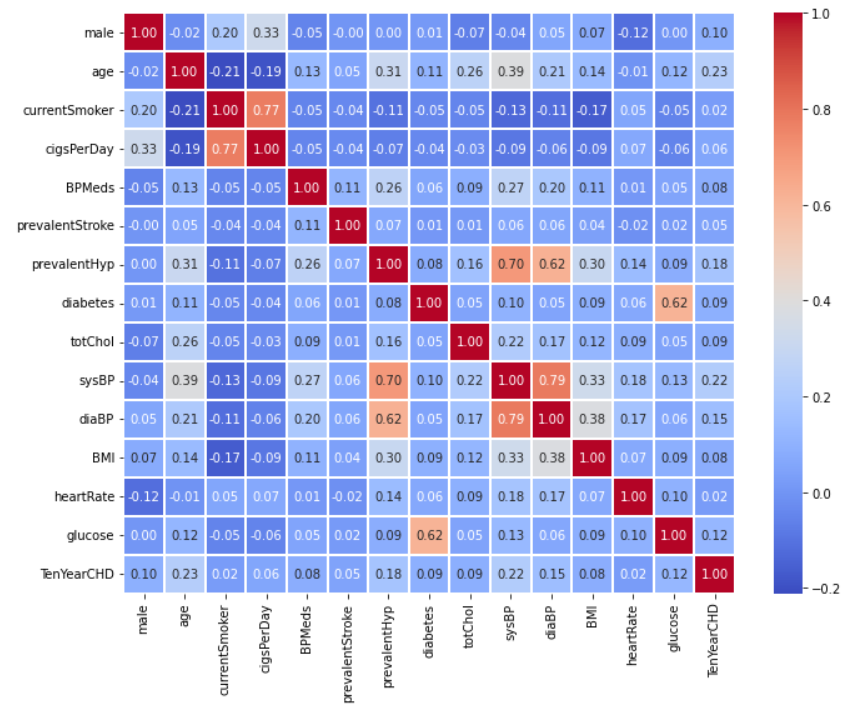 male 1.00 -0.02 0.20 0.33 -0.05 -0.00 0.00 0.01 -0.07 -0.04 0.05 0.07 -0.12 0.00 0.10 1.0
age -0.02 1.00 -0.21 -0.19 0.13 0.05 0.31 0.11 0.26 0.39 0.21 0.14 -0.01 0.12 0.23
currentSmoker 0.20 -0.21 1.00 0.77 -0.05 -0.04 -0.11 -0.05 -0.05 -0.13 -0.11 -0.17 0.05 -0.05 0.02 0.8
cigsPerDay 0.33 -0.19 0.77 1.00 -0.05 -0.04 -0.07 -0.04 -0.03 -0.09 -0.06 -0.09 0.07 -0.06 0.06
BPMeds -0.05 0.13 -0.05 -0.05 1.00 0.11 0.26 0.06 0.09 0.27 0.20 0.11 0.01 0.05 0.08 0.6
prevalentStroke -0.00 0.05 -0.04 -0.04 0.11 1.00 0.07 0.01 0.01 0.06 0.06 0.04 -0.02 0.02 0.05
prevalentHyp 0.00 0.31 -0.11 -0.07 0.26 0.07 1.00 0.08 0.16 0.70 0.62 0.30 0.14 0.09 0.18
diabetes 0.01 0.11 -0.05 -0.04 0.06 0.01 0.08 1.00 0.05 0.10 0.05 0.09 0.06 0.62 0.09 0.4
totChol -0.07 0.26 -0.05 -0.03 0.09 0.01 0.16 0.05 1.00 0.22 0.17 0.12 0.09 0.05 0.09
sysBP -0.04 0.39 -0.13 -0.09 0.27 0.06 0.70 0.10 0.22 1.00 0.79 0.33 0.18 0.13 0.22 0.2
diaBP 0.05 0.21 -0.11 -0.06 0.20 0.06 0.62 0.05 0.17 0.79 1.00 0.38 0.17 0.06 0.15
BMI 0.07 0.14 -0.17 -0.09 0.11 0.04 0.30 0.09 0.12 0.33 0.38 1.00 0.07 0.09 0.08
heartRate -0.12 -0.01 0.05 0.07 0.01 -0.02 0.14 0.06 0.09 0.18 0.17 0.07 1.00 0.10 0.02 0.0
glucose 0.00 0.12 -0.05 -0.06 0.05 0.02 0.09 0.62 0.05 0.13 0.06 0.09 0.10 1.00 0.12
TenYearCHD 0.10 0.23 0.02 0.06 0.08 0.05 0.18 0.09 0.09 0.22 0.15 0.08 0.02 0.12 1.00 −0.2
male
age
currentSmoker
cigsPerDay
BPMeds
prevalentStroke
prevalentHyp
diabetes
totChol
sysBP
diaBP
BMI
heartRate
glucose
TenYearCHD